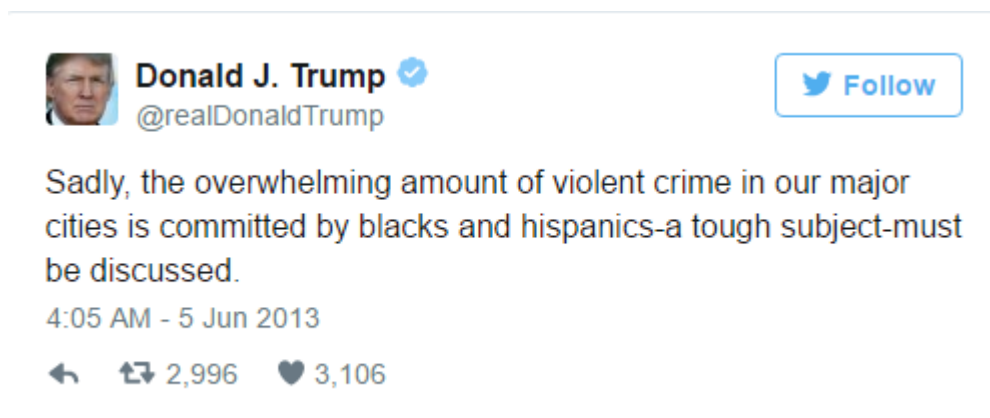 Donald J. Trump
@realDonaldTrump
Follow
Sadly, the overwhelming amount of violent crime in our major
cities is committed by blacks and hispanics-a tough subject-must
be discussed.
4:05 AM - 5 Jun 2013
2,996 3,106